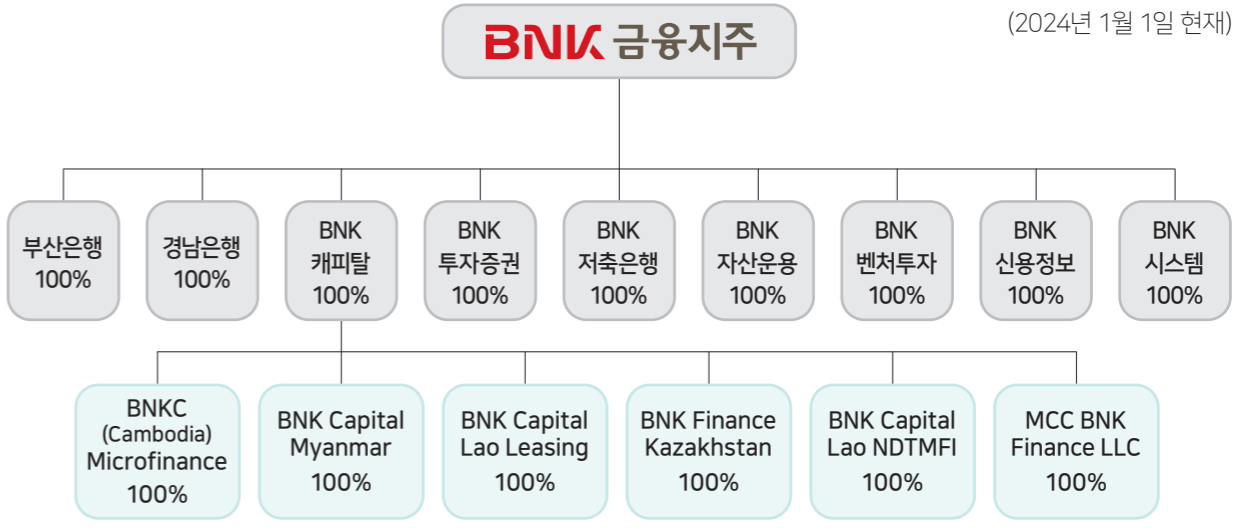 BNK 금융지주
(2024년 1월 1일 현재)
부산은행
100%
경남은행
100%
BNK
캐피탈
100%
BNK
투자증권
100%
BNK
저축은행
100%
BNK
자산운용
100%
BNK
벤처투자
100%
BNK
신용정보
100%
BNK
시스템
100%
BNKC
(Cambodia)
Microfinance
100%
BNK Capital
Myanmar
100%
BNK Capital
Lao Leasing
100%
BNK Finance
Kazakhstan
100%
BNK Capital
Lao NDTMFI
100%
MCC BNK
Finance LLC
100%